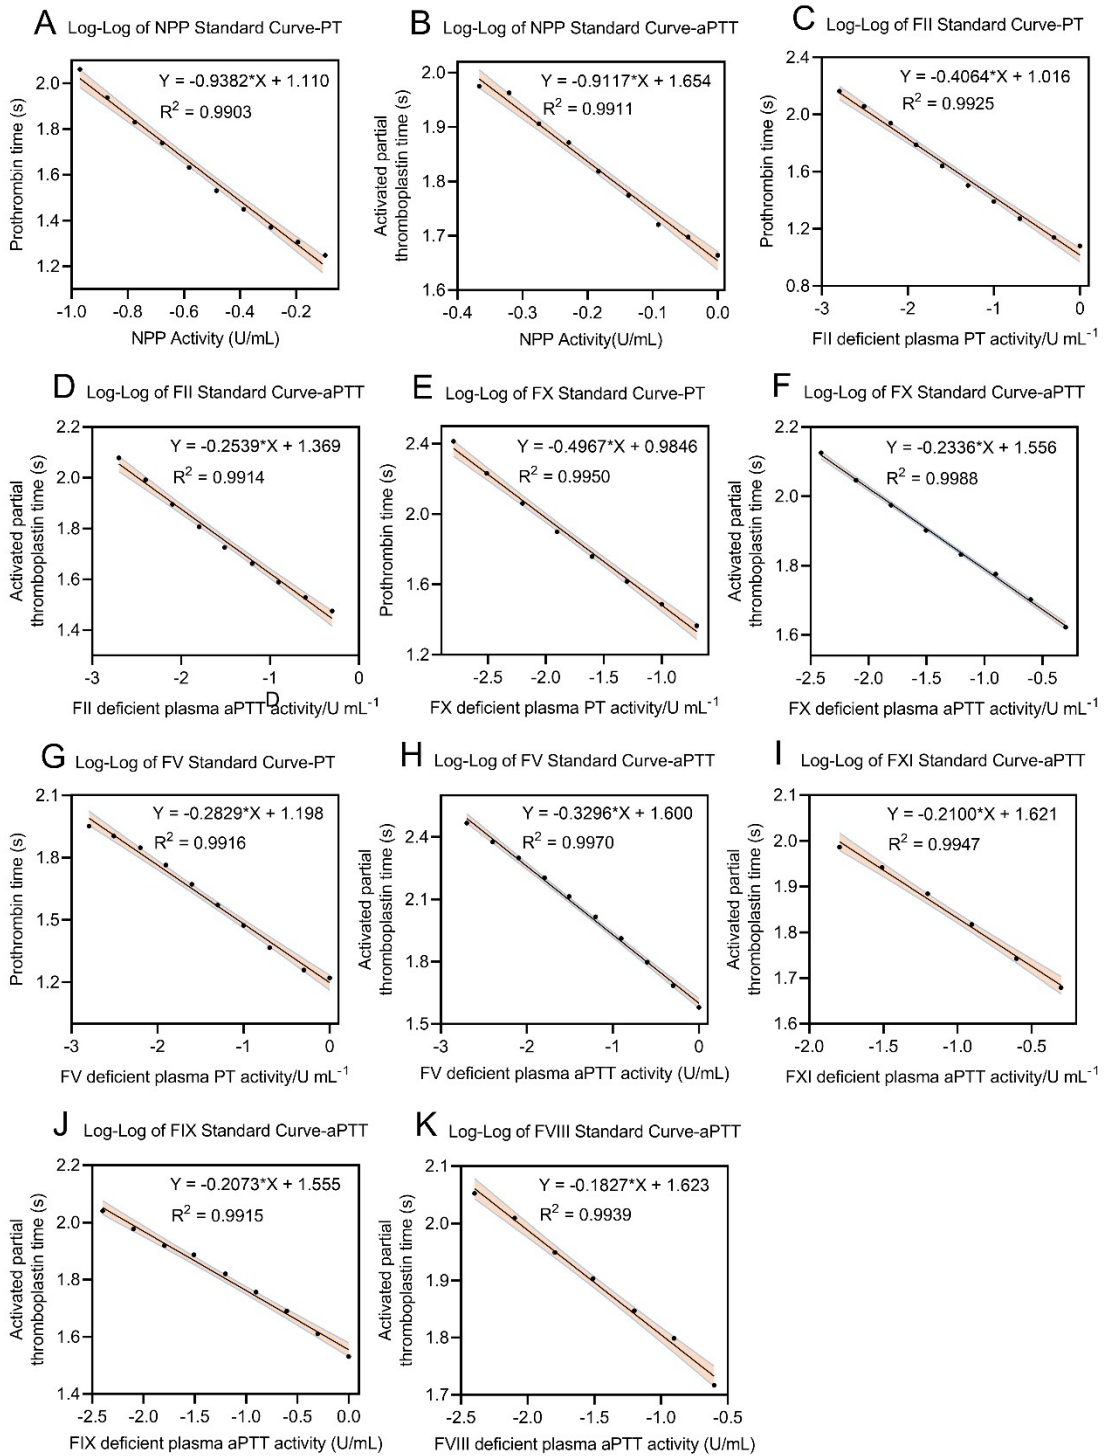 A Log-Log of NPP Standard Curve-PT
Y = -0.9382*X + 1.110
R² = 0.9903
Prothrombin time (s)
2.0
1.8
1.6
1.4
1.2
-1.0 -0.8 -0.6 -0.4 -0.2
NPP Activity (U/mL)
B Log-Log of NPP Standard Curve-aPTT
Y = -0.9117*X + 1.654
R² = 0.9911
Activated partial
thromboplastin time (s)
2.0
1.9
1.8
1.7
1.6
-0.4 -0.3 -0.2 -0.1 0.0
NPP Activity(U/mL)
C Log-Log of FII Standard Curve-PT
Y = -0.4064*X + 1.016
R² = 0.9925
Prothrombin time (s)
2.4
2.0
1.6
1.2
0.8
-3 -2 -1 0
FII deficient plasma PT activity/U mL⁻¹
D Log-Log of FII Standard Curve-aPTT
Y = -0.2539*X + 1.369
R² = 0.9914
Activated partial
thromboplastin time (s)
2.2
2.0
1.8
1.6
1.4
-3 -2 -1 0
D
FII deficient plasma aPTT activity/U mL⁻¹
E Log-Log of FX Standard Curve-PT
Y = -0.4967*X + 0.9846
R² = 0.9950
Prothrombin time (s)
2.4
2.0
1.6
1.2
-2.5 -2.0 -1.5 -1.0
FX deficient plasma PT activity/U mL⁻¹
F Log-Log of FX Standard Curve-aPTT
Y = -0.2336*X + 1.556
R² = 0.9988
Activated partial
thromboplastin time (s)
2.2
2.0
1.8
1.6
-2.5 -2.0 -1.5 -1.0 -0.5
FX deficient plasma aPTT activity/U mL⁻¹
G Log-Log of FV Standard Curve-PT
Y = -0.2829*X + 1.198
R² = 0.9916
Prothrombin time (s)
2.1
1.8
1.5
1.2
-3 -2 -1 0
FV deficient plasma PT activity/U mL⁻¹
H Log-Log of FV Standard Curve-aPTT
Y = -0.3296*X + 1.600
R² = 0.9970
Activated partial
thromboplastin time (s)
2.4
2.1
1.8
1.5
-3 -2 -1 0
FV deficient plasma aPTT activity (U/mL)
I Log-Log of FXI Standard Curve-aPTT
Y = -0.2100*X + 1.621
R² = 0.9947
Activated partial
thromboplastin time (s)
2.1
2.0
1.9
1.8
1.7
1.6
-2.0 -1.5 -1.0 -0.5
FXI deficient plasma aPTT activity/U mL⁻¹
J Log-Log of FIX Standard Curve-aPTT
Y = -0.2073*X + 1.555
R² = 0.9915
Activated partial
thromboplastin time (s)
2.2
2.0
1.8
1.6
1.4
-2.5 -2.0 -1.5 -1.0 -0.5 0.0
FIX deficient plasma aPTT activity (U/mL)
K Log-Log of FVIII Standard Curve-aPTT
Y = -0.1827*X + 1.623
R² = 0.9939
Activated partial
thromboplastin time (s)
2.1
2.0
1.9
1.8
1.7
-2.5 -2.0 -1.5 -1.0 -0.5
FVIII deficient plasma aPTT activity (U/mL)